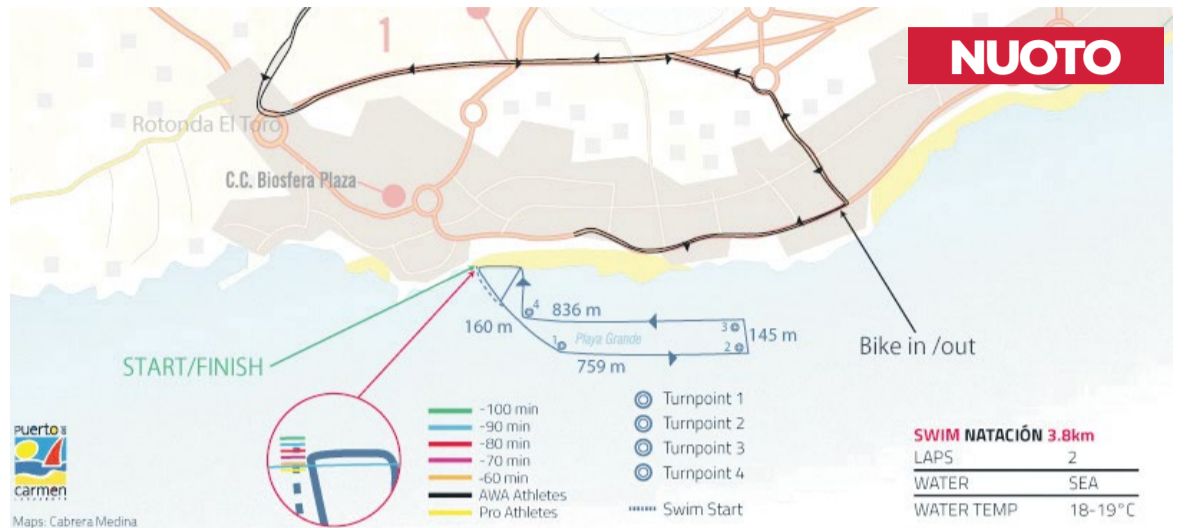 NUOTO
1
Rotonda El Toro
C.C. Biosfera Plaza
4
836 m
160 m
1
Playa Grande
3
2
145 m
759 m
START/FINISH
Bike in /out
-100 min
-90 min
-80 min
-70 min
-60 min
AWA Athletes
Pro Athletes
Turnpoint 1
Turnpoint 2
Turnpoint 3
Turnpoint 4
Swim Start
SWIM NATACIÓN 3.8km
LAPS 2
WATER SEA
WATER TEMP 18-19°C
puerto
carmen
Maps: Cabrera Medina